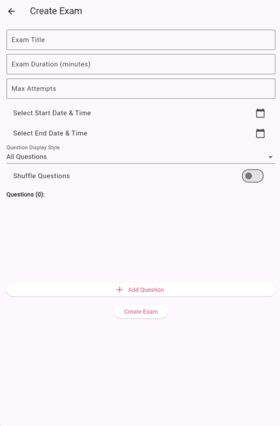 Create Exam
Exam Title
Exam Duration (minutes)
Max Attempts
Select Start Date & Time
Select End Date & Time
Question Display Style
All Questions
Shuffle Questions
Questions (0):
Add Question
Create Exam